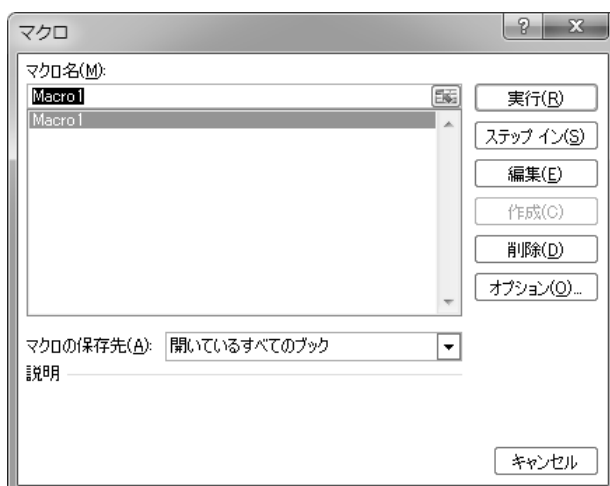 マクロ
マクロ名(M):
Macro1
Macro1
実行(R)
ステップ イン(S)
編集(E)
作成(C)
削除(D)
オプション(O)...
マクロの保存先(A): 開いているすべてのブック
説明
キャンセル